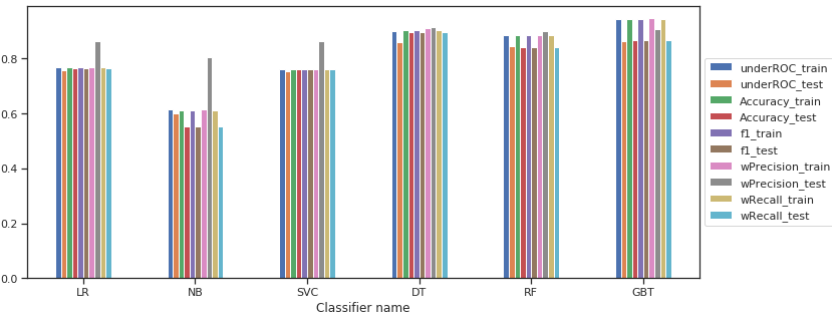 0.8
0.6
0.4
0.2
0.0
LR NB SVC DT RF GBT
Classifier name
underROC_train
underROC_test
Accuracy_train
Accuracy_test
f1_train
f1_test
wPrecision_train
wPrecision_test
wRecall_train
wRecall_test